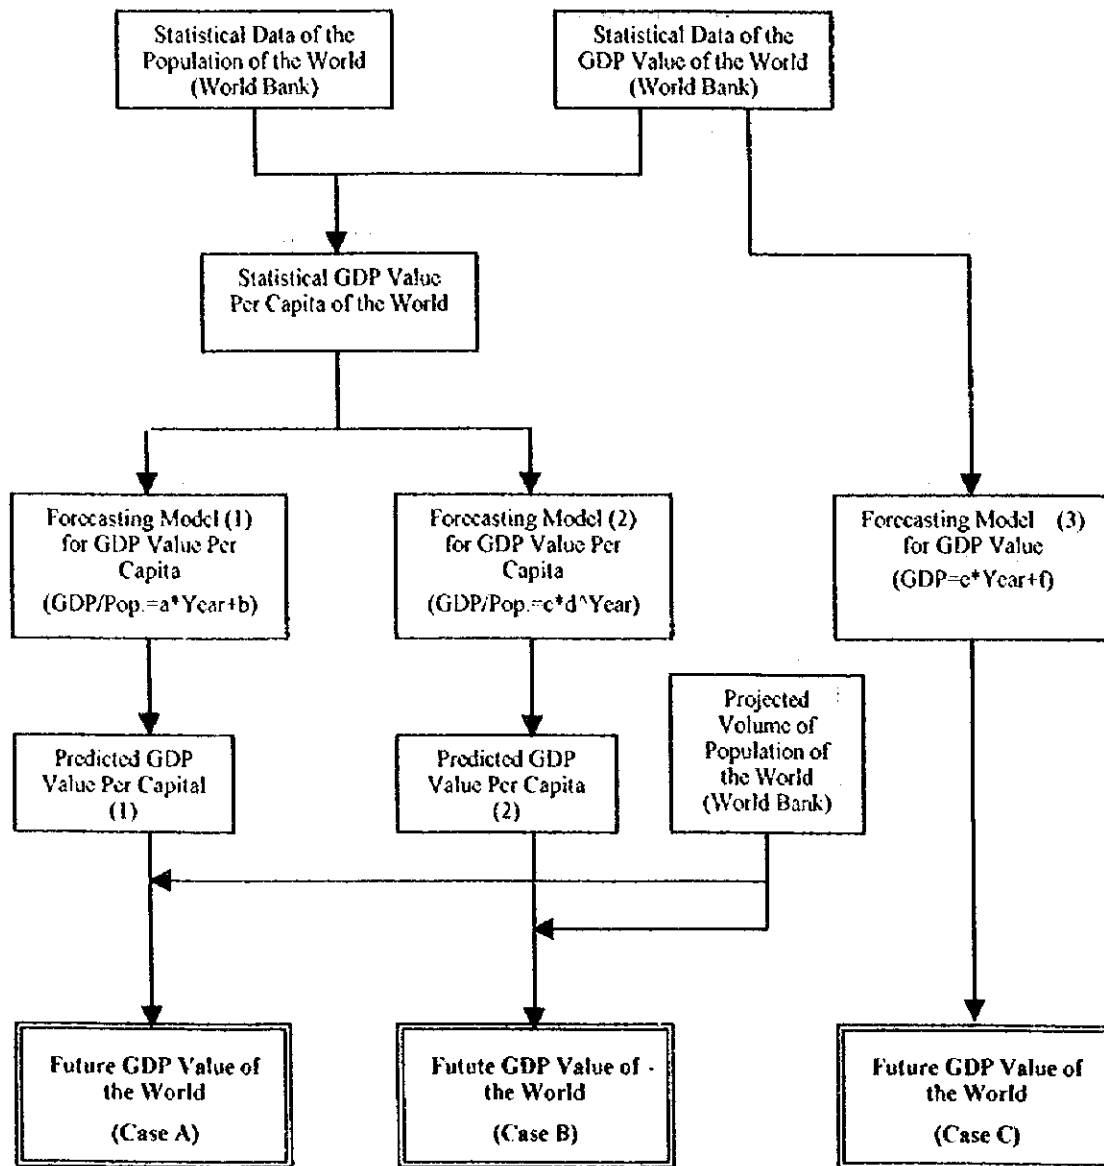 Statistical Data of the
Population of the World
(World Bank)
Statistical Data of the
GDP Value of the World
(World Bank)
Statistical GDP Value
Per Capita of the World
Forecasting Model (1)
for GDP Value Per
Capita
(GDP/Pop.=a*Year+b)
Forecasting Model (2)
for GDP Value Per
Capita
(GDP/Pop.=c*d^Year)
Forecasting Model (3)
for GDP Value
(GDP=e*Year+f)
Predicted GDP
Value Per Capital
(1)
Predicted GDP
Value Per Capita
(2)
Projected
Volume of
Population of
the World
(World Bank)
Future GDP Value of
the World
(Case A)
Futute GDP Value of
the World
(Case B)
Future GDP Value of
the World
(Case C)